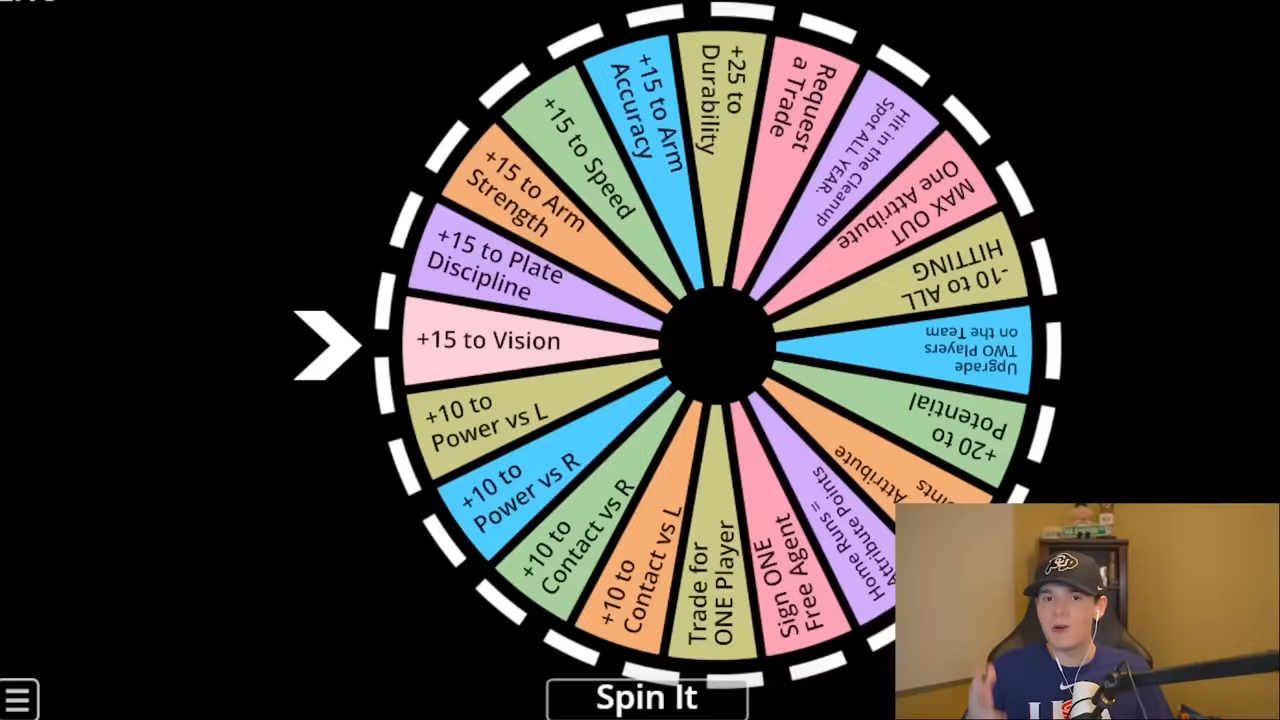 +25 to
Durability
Request
a Trade
Hit in the Cleanup
Spot ALL YEAR.
MAX OUT
One Attribute
-10 to ALL
HITTING
Upgrade
TWO Players
on the Team
+20 to
Potential
Attribute
Home Runs =
Attribute Points
Sign ONE
Free Agent
Trade for
ONE Player
+10 to
Contact vs L
+10 to
Contact vs R
+10 to
Power vs R
+10 to
Power vs L
+15 to Vision
+15 to Plate
Discipline
+15 to Arm
Strength
+15 to Speed
+15 to Arm
Accuracy
Spin It